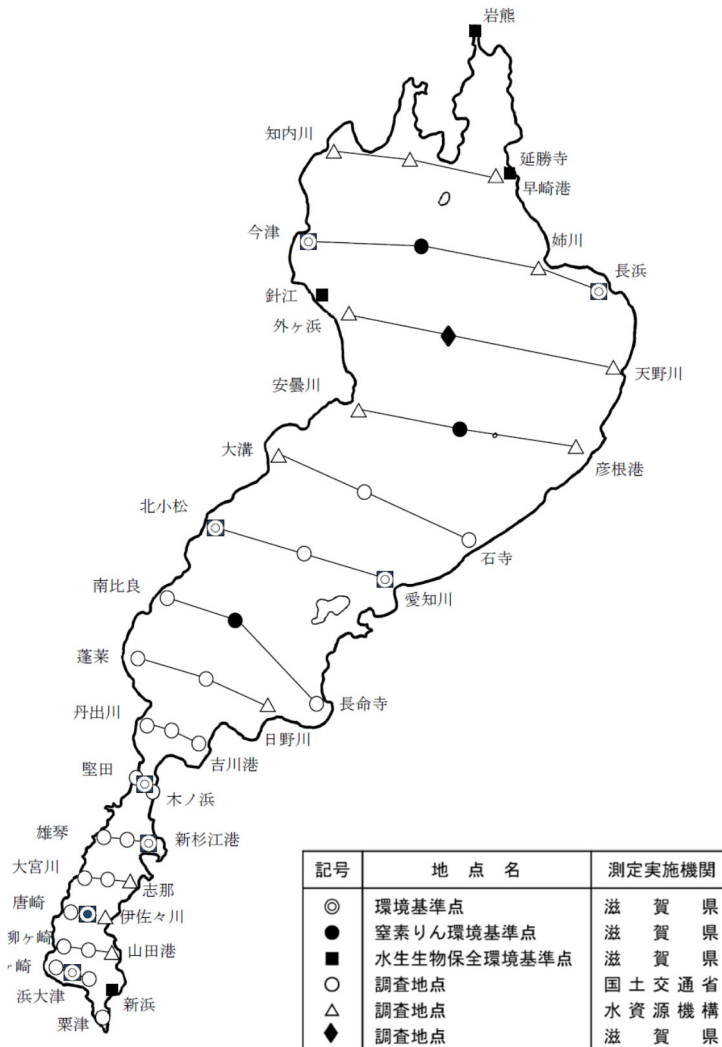 岩熊
知内川
延勝寺
早崎港
今津
姉川
長浜
針江
外ヶ浜
天野川
安曇川
大溝
彦根港
北小松
石寺
南比良
愛知川
蓬莱
長命寺
丹出川
日野川
吉川港
堅田
木ノ浜
雄琴
新杉江港
大宮川
志那
唐崎
伊佐々川
柳ヶ崎
山田港
ヶ崎
浜大津
新浜
粟津
記号 地点名 測定実施機関
◎ 環境基準点 滋賀県
● 窒素りん環境基準点 滋賀県
■ 水生生物保全環境基準点 滋賀県
○ 調査地点 国土交通省
△ 調査地点 水資源機構
◆ 調査地点 滋賀県